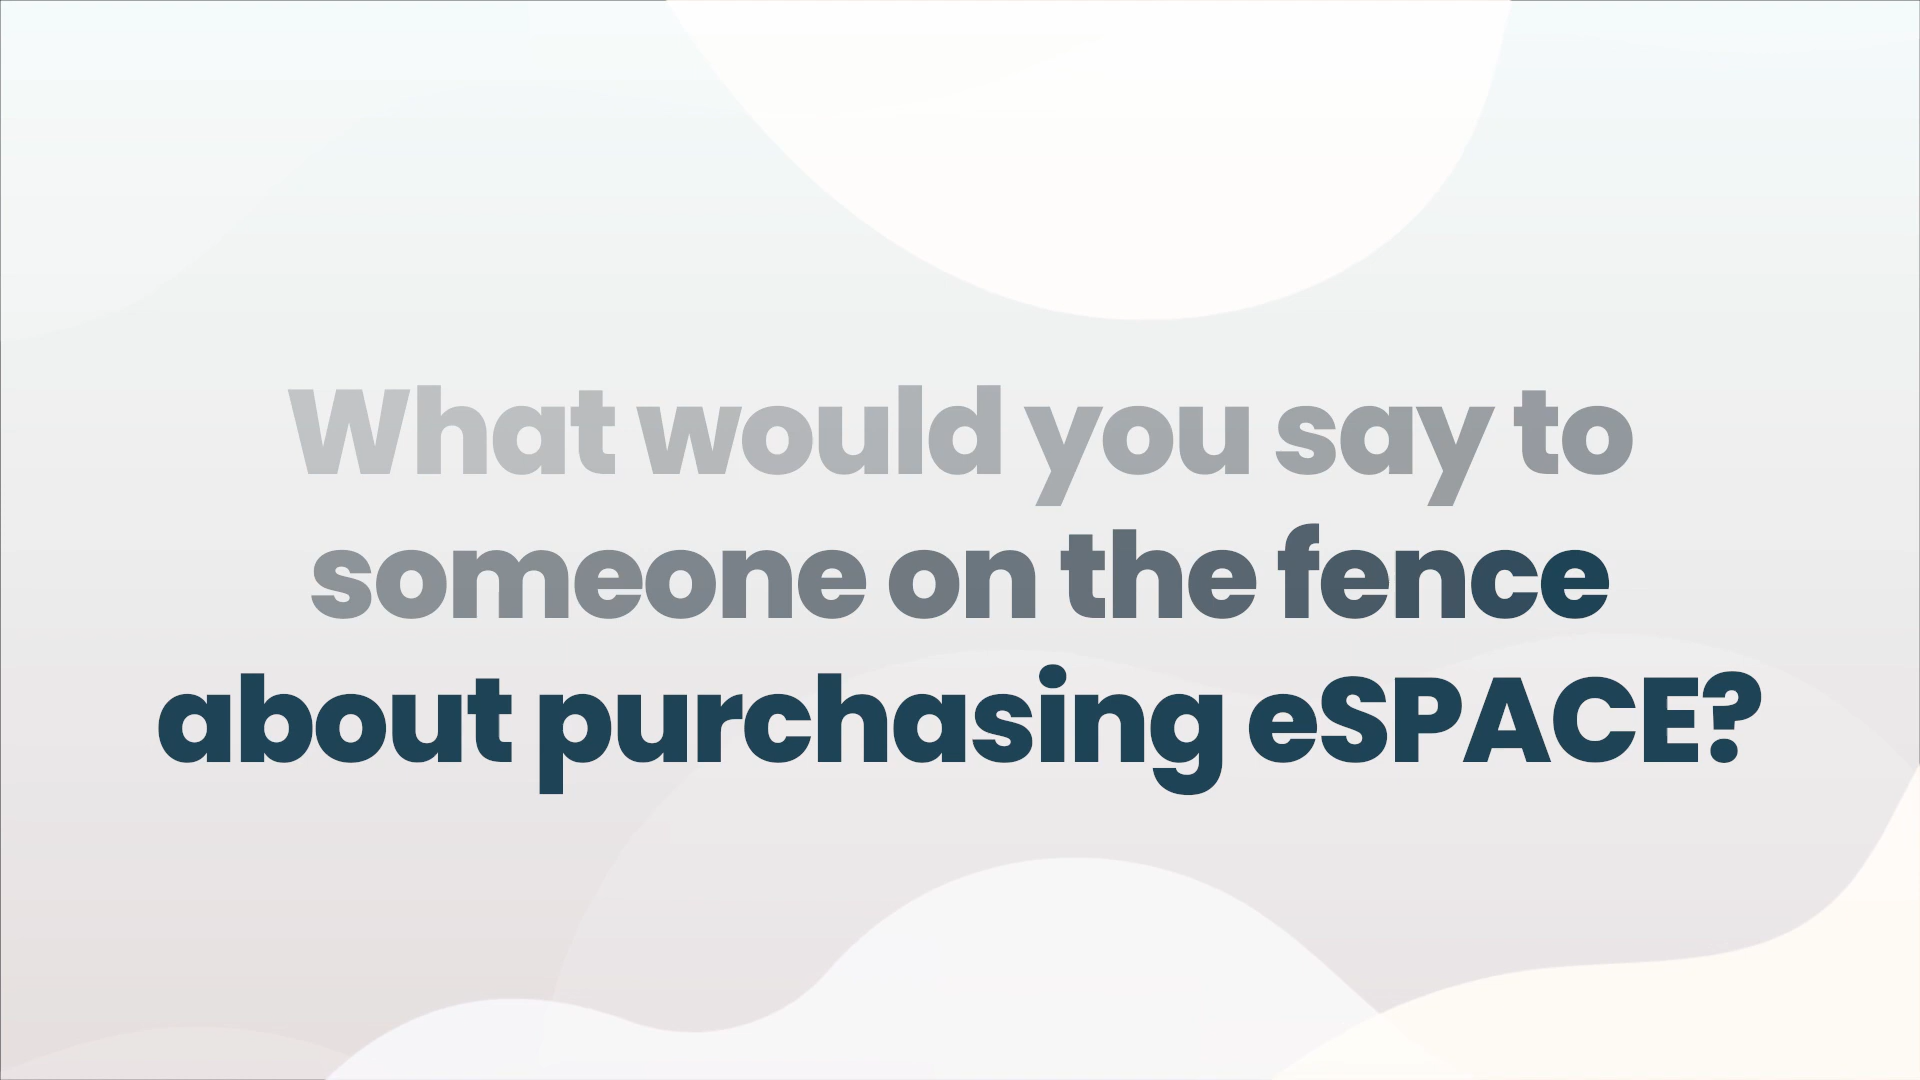 What would you say to
someone on the fence
about purchasing eSPACE?